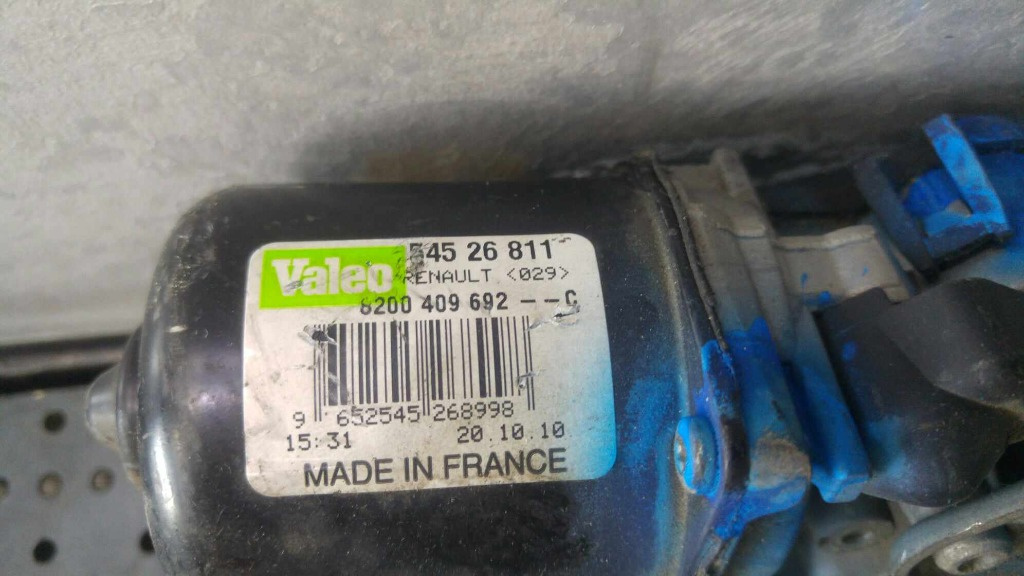 Valeo 545 26 811
RENAULT <029>
8200 409 692 --C
9 652545 268998
15:31 20.10.10
MADE IN FRANCE